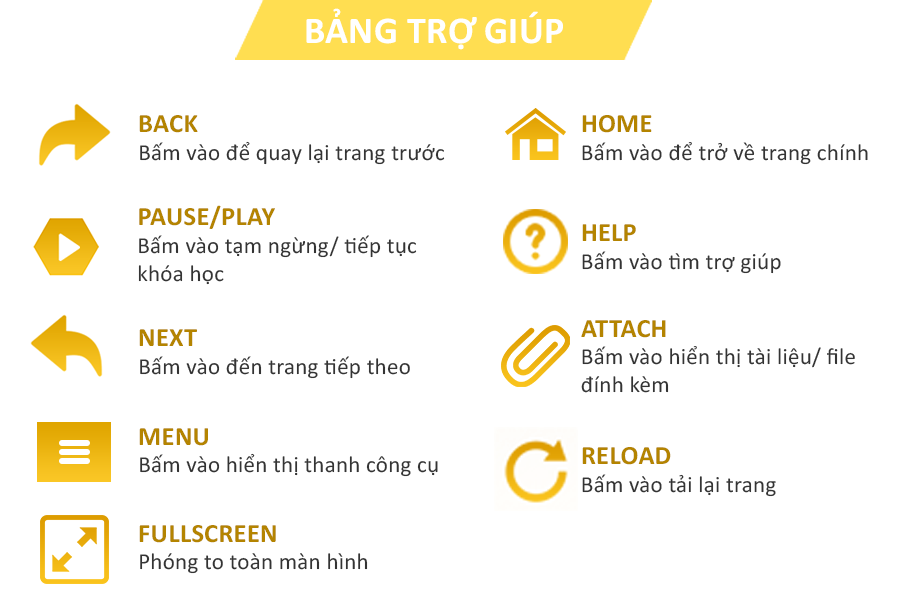 BẢNG TRỢ GIÚP
BACK
Bấm vào để quay lại trang trước
PAUSE/PLAY
Bấm vào tạm ngừng/ tiếp tục
khóa học
NEXT
Bấm vào đến trang tiếp theo
MENU
Bấm vào hiển thị thanh công cụ
FULLSCREEN
Phóng to toàn màn hình
HOME
Bấm vào để trở về trang chính
HELP
Bấm vào tìm trợ giúp
ATTACH
Bấm vào hiển thị tài liệu/ file
đính kèm
RELOAD
Bấm vào tải lại trang